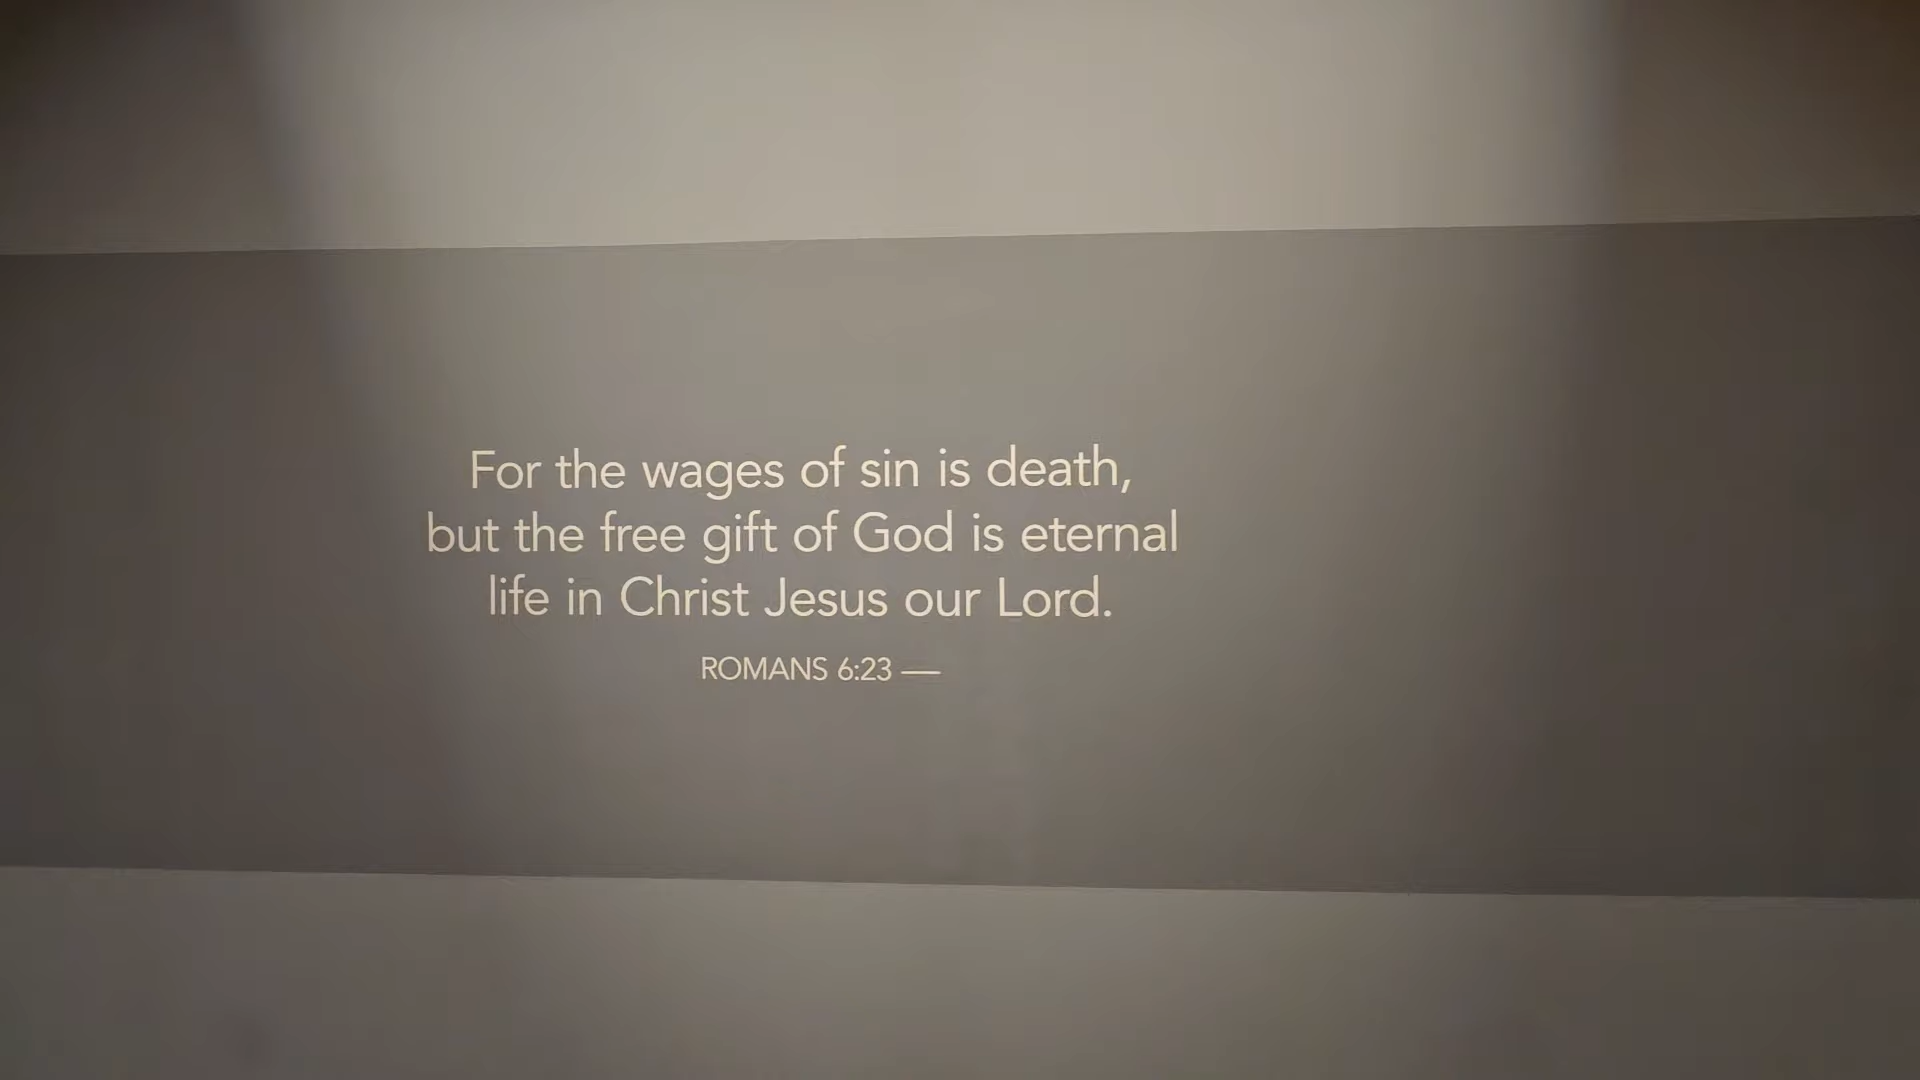 For the wages of sin is death,
but the free gift of God is eternal
life in Christ Jesus our Lord.
ROMANS 6:23 —